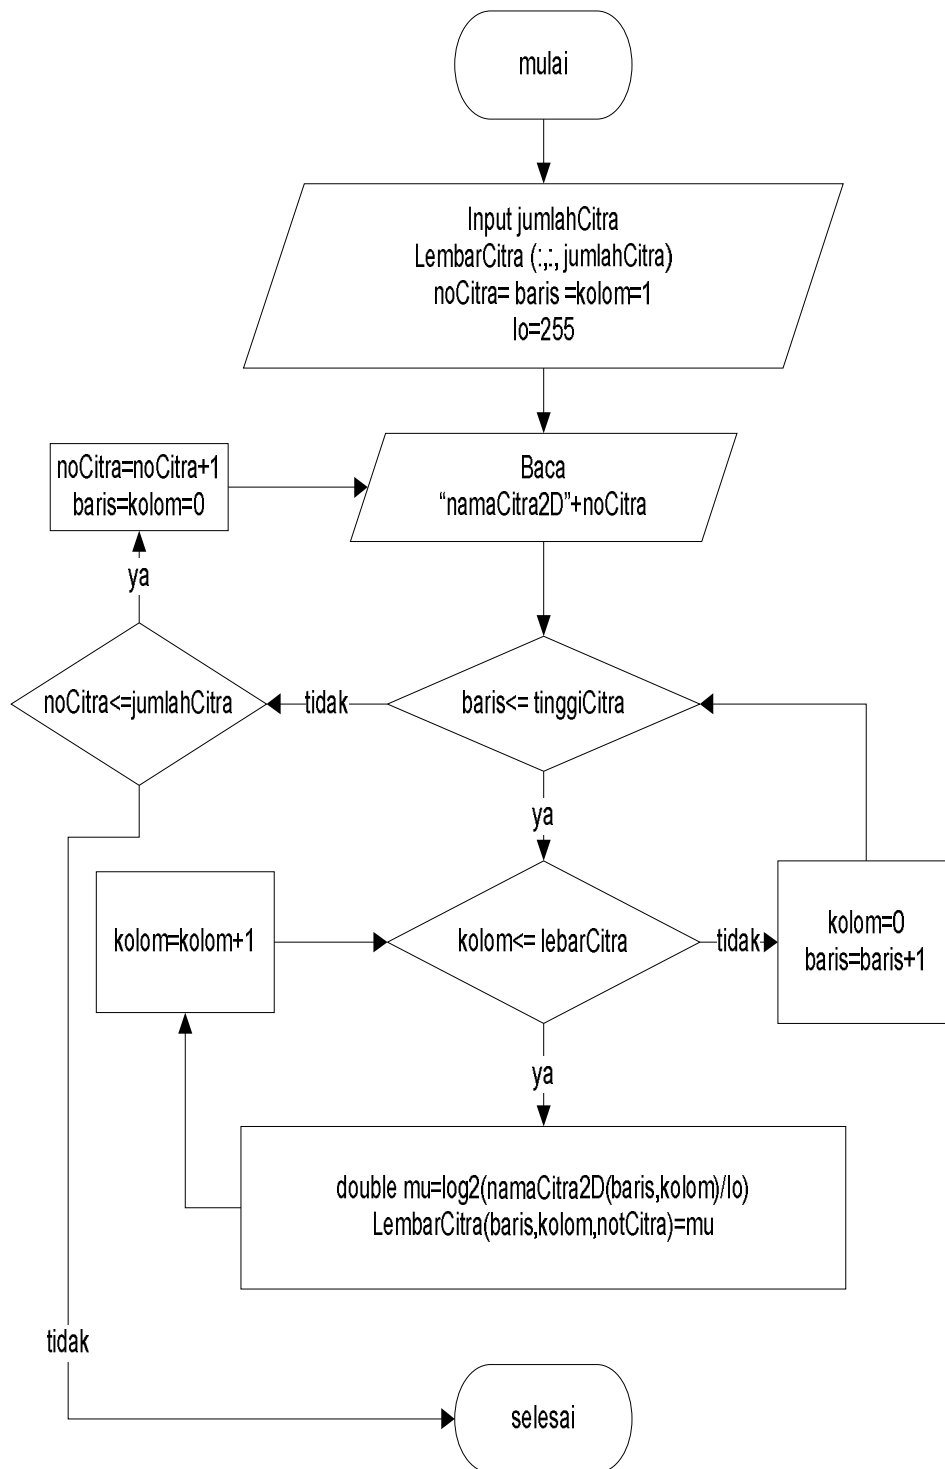 mulai
Input jumlahCitra
LembarCitra (:,:, jumlahCitra)
noCitra= baris =kolom=1
Io=255
noCitra=noCitra+1
baris=kolom=0
Baca
“namaCitra2D”+noCitra
ya
noCitra<=jumlahCitra
tidak
baris<= tinggiCitra
ya
kolom=kolom+1
kolom<= lebarCitra
tidak
kolom=0
baris=baris+1
ya
double mu=log2(namaCitra2D(baris,kolom)/Io)
LembarCitra(baris,kolom,notCitra)=mu
tidak
selesai